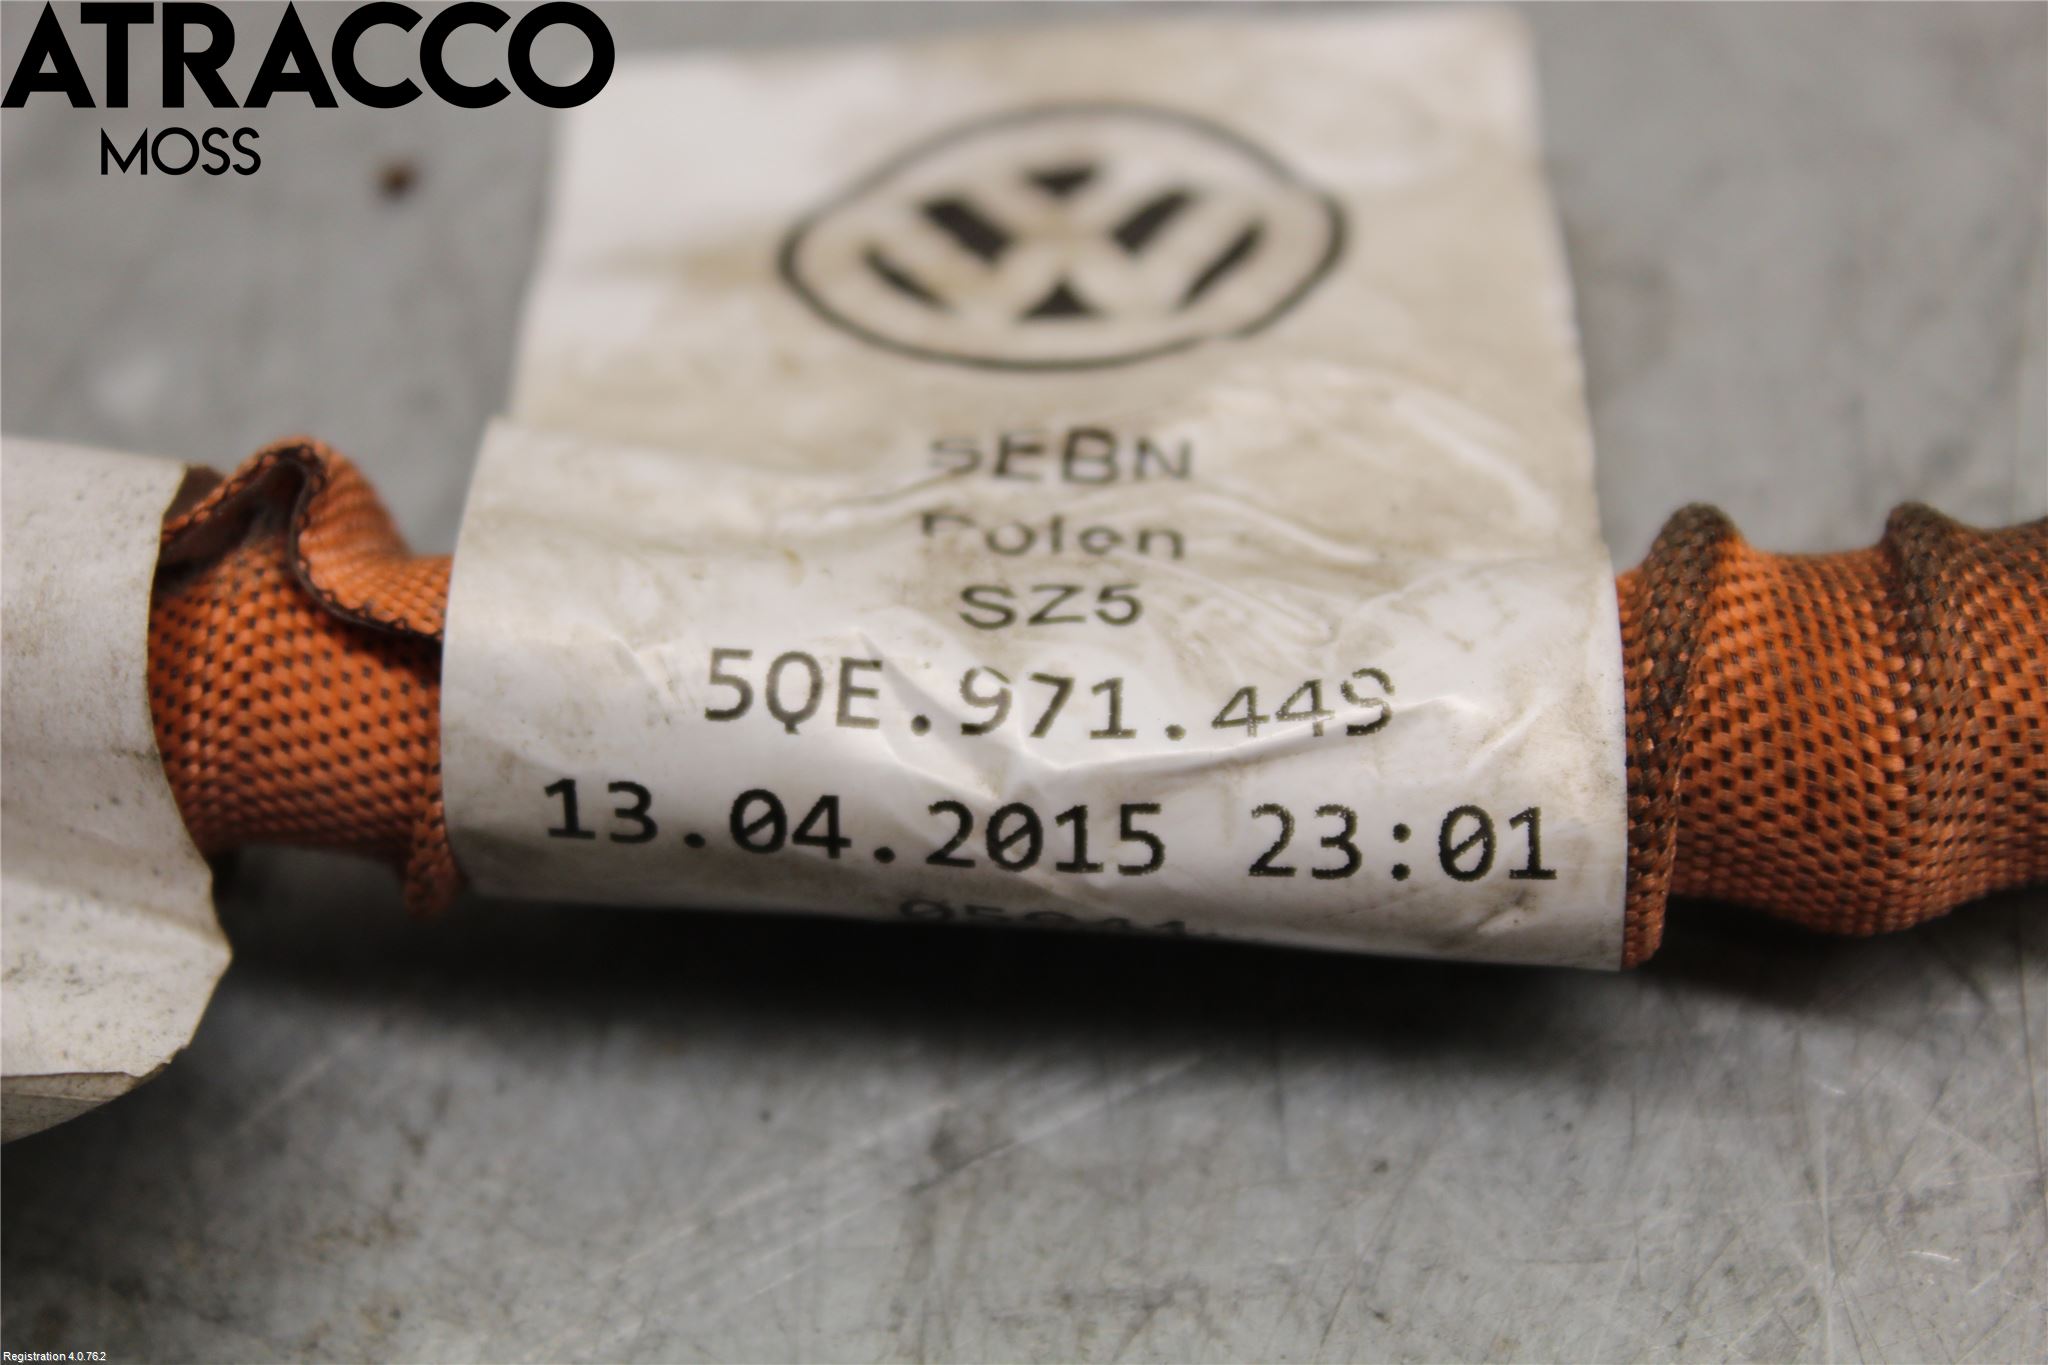 ATRACCO
MOSS
SEBN
Polen
SZ5
5QE.971.449
13.04.2015 23:01
Registration 4.0.76.2